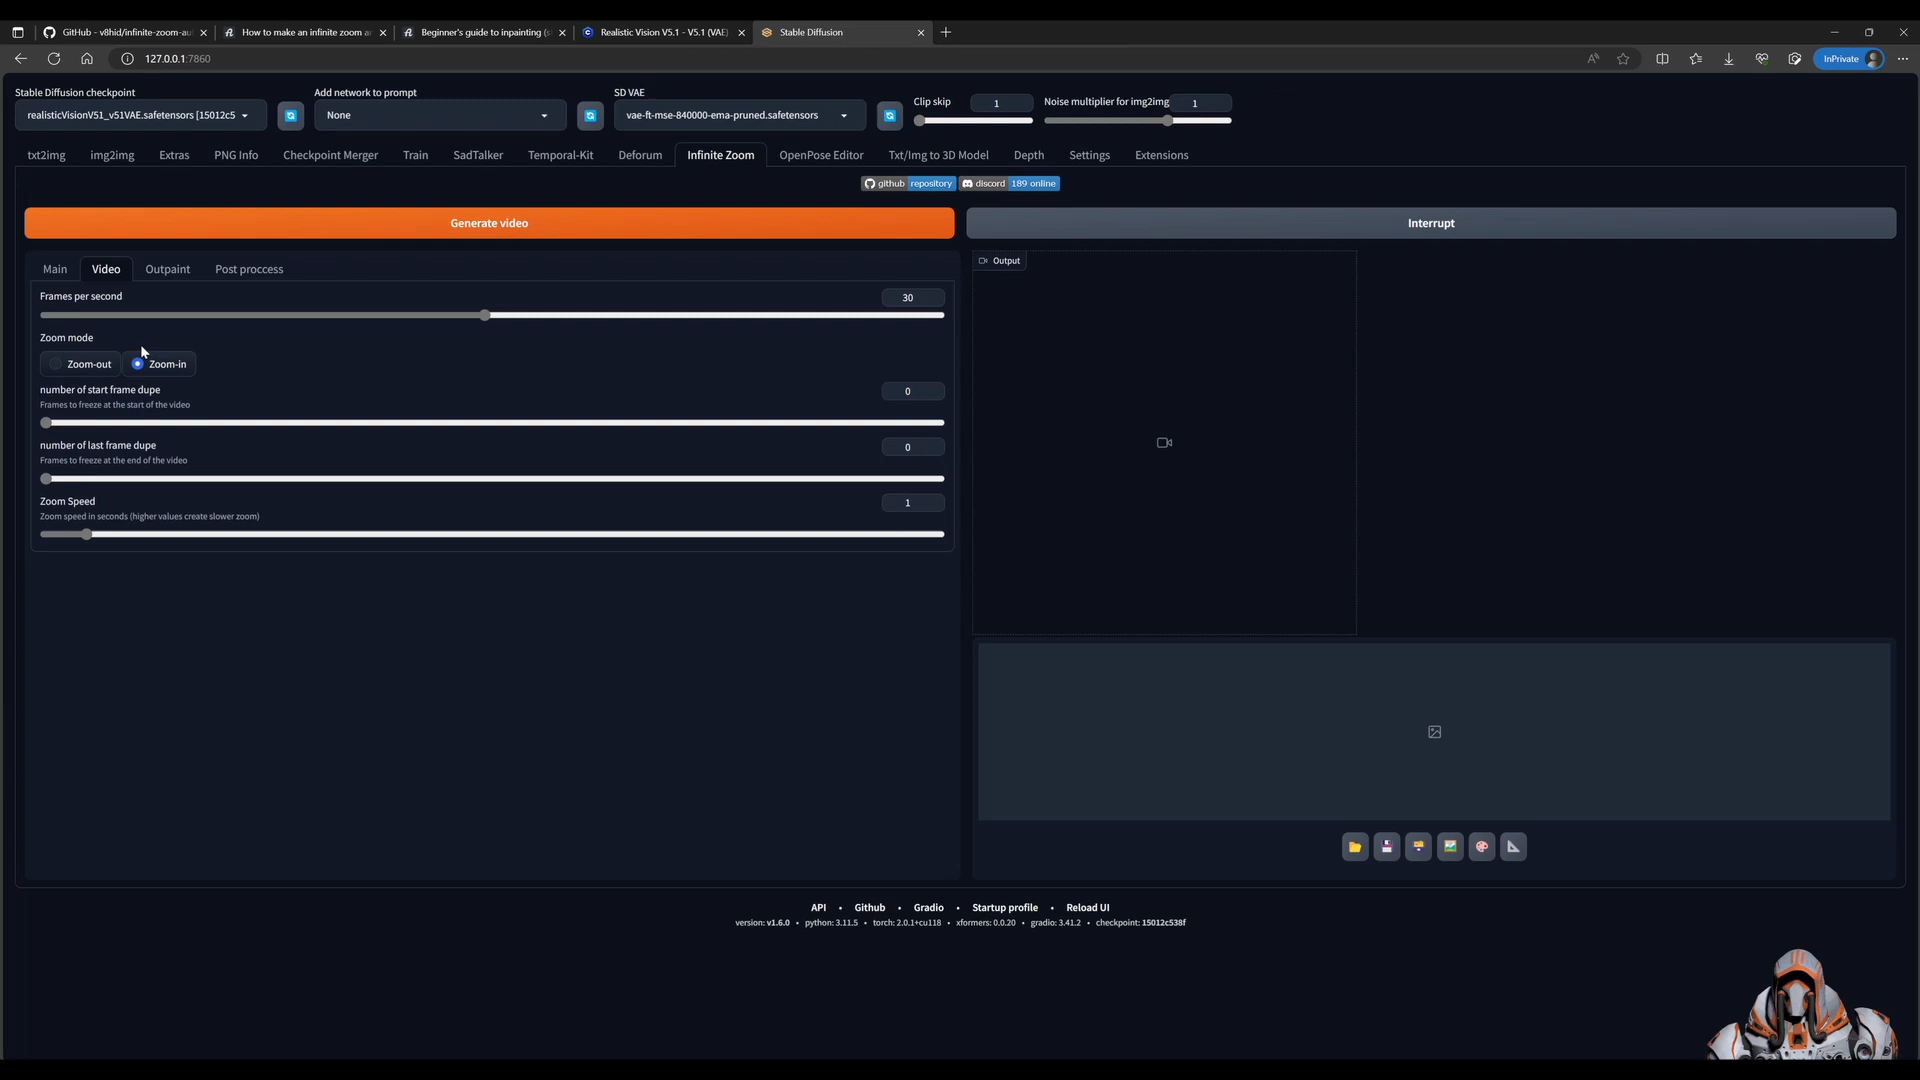 GitHub - v8hid/infinite-zoom-au
How to make an infinite zoom a
Beginner's guide to inpainting (s
Realistic Vision V5.1 - V5.1 (VAE)
Stable Diffusion
127.0.0.1:7860
InPrivate
Stable Diffusion checkpoint
Add network to prompt
SD VAE
Clip skip
1
Noise multiplier for img2img
1
realisticVisionV51_v51VAE.safetensors [15012c5
None
vae-ft-mse-840000-ema-pruned.safetensors
txt2img
img2img
Extras
PNG Info
Checkpoint Merger
Train
SadTalker
Temporal-Kit
Deforum
Infinite Zoom
OpenPose Editor
Txt/Img to 3D Model
Depth
Settings
Extensions
github repository
discord 189 online
Generate video
Interrupt
Main
Video
Outpaint
Post proccess
Output
Frames per second
30
Zoom mode
Zoom-out
Zoom-in
number of start frame dupe
0
Frames to freeze at the start of the video
number of last frame dupe
0
Frames to freeze at the end of the video
Zoom Speed
1
Zoom speed in seconds (higher values create slower zoom)
API • Github • Gradio • Startup profile • Reload UI
version: v1.6.0 • python: 3.11.5 • torch: 2.0.1+cu118 • xformers: 0.0.20 • gradio: 3.41.2 • checkpoint: 15012c538f